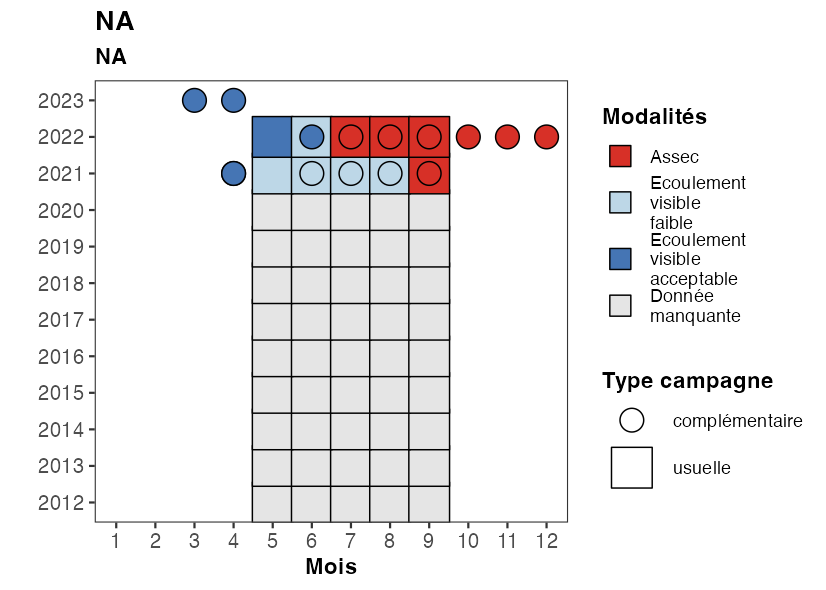 NA
NA
2023
2022
2021
2020
2019
2018
2017
2016
2015
2014
2013
2012
1 2 3 4 5 6 7 8 9 10 11 12
Mois
Modalités
Assec
Ecoulement
visible
faible
Ecoulement
visible
acceptable
Donnée
manquante
Type campagne
complémentaire
usuelle